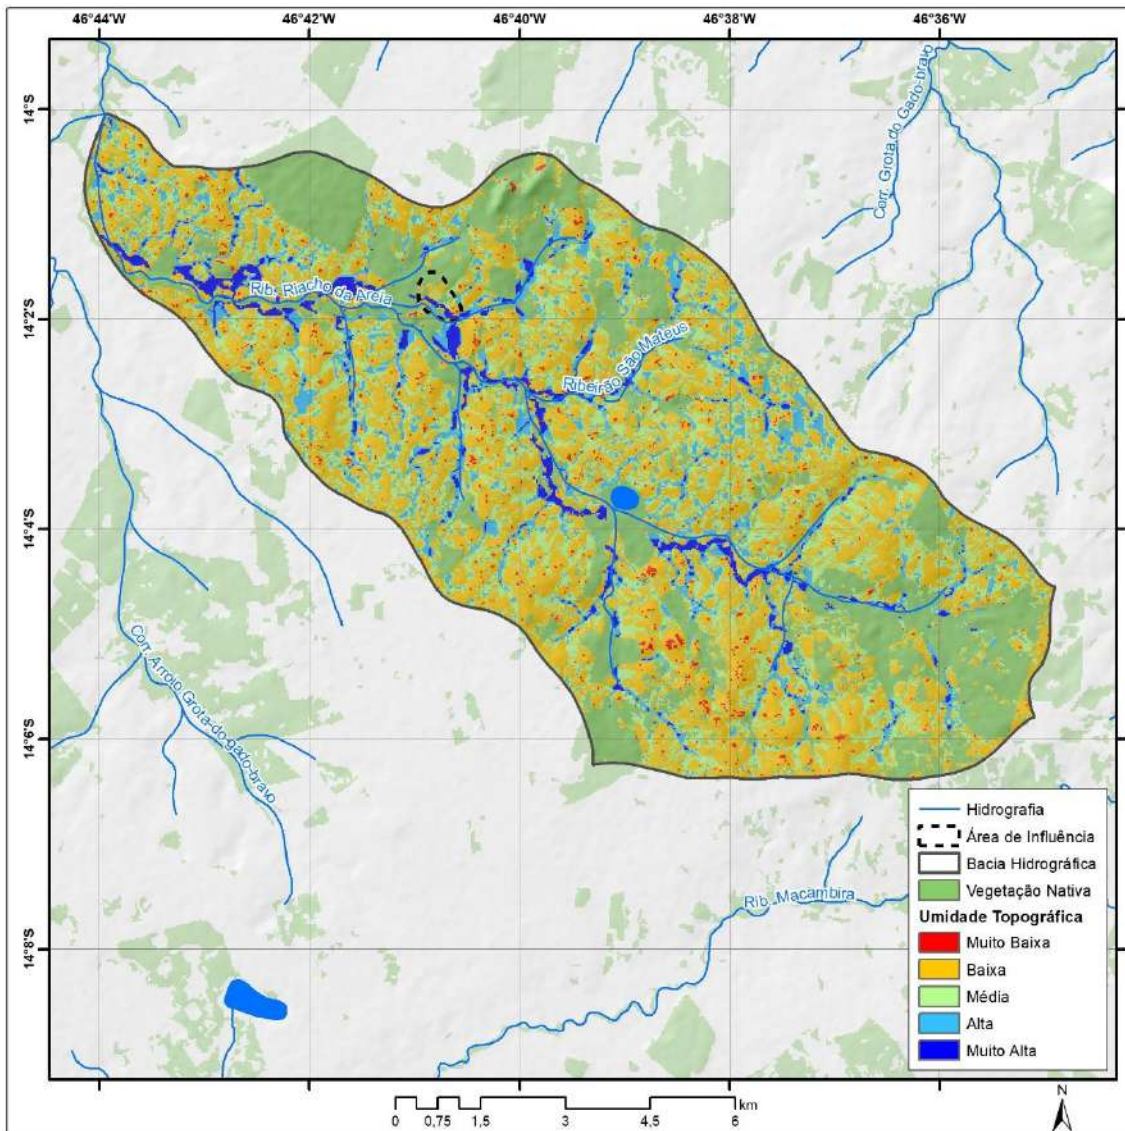 46°44'W
46°42'W
46°40'W
46°38'W
46°36'W
14°S
14°2'S
14°4'S
14°6'S
14°8'S
Corr. Grota do Gado-bravo
Rib. Riacho da Areia
Ribeirão São Mateus
Corr. Arroio Grota-do-gado-bravo
Rib. Macambira
Hidrografia
Área de Influência
Bacia Hidrográfica
Vegetação Nativa
Umidade Topográfica
Muito Baixa
Baixa
Média
Alta
Muito Alta
0 0,75 1,5 3 4,5 6
km
N